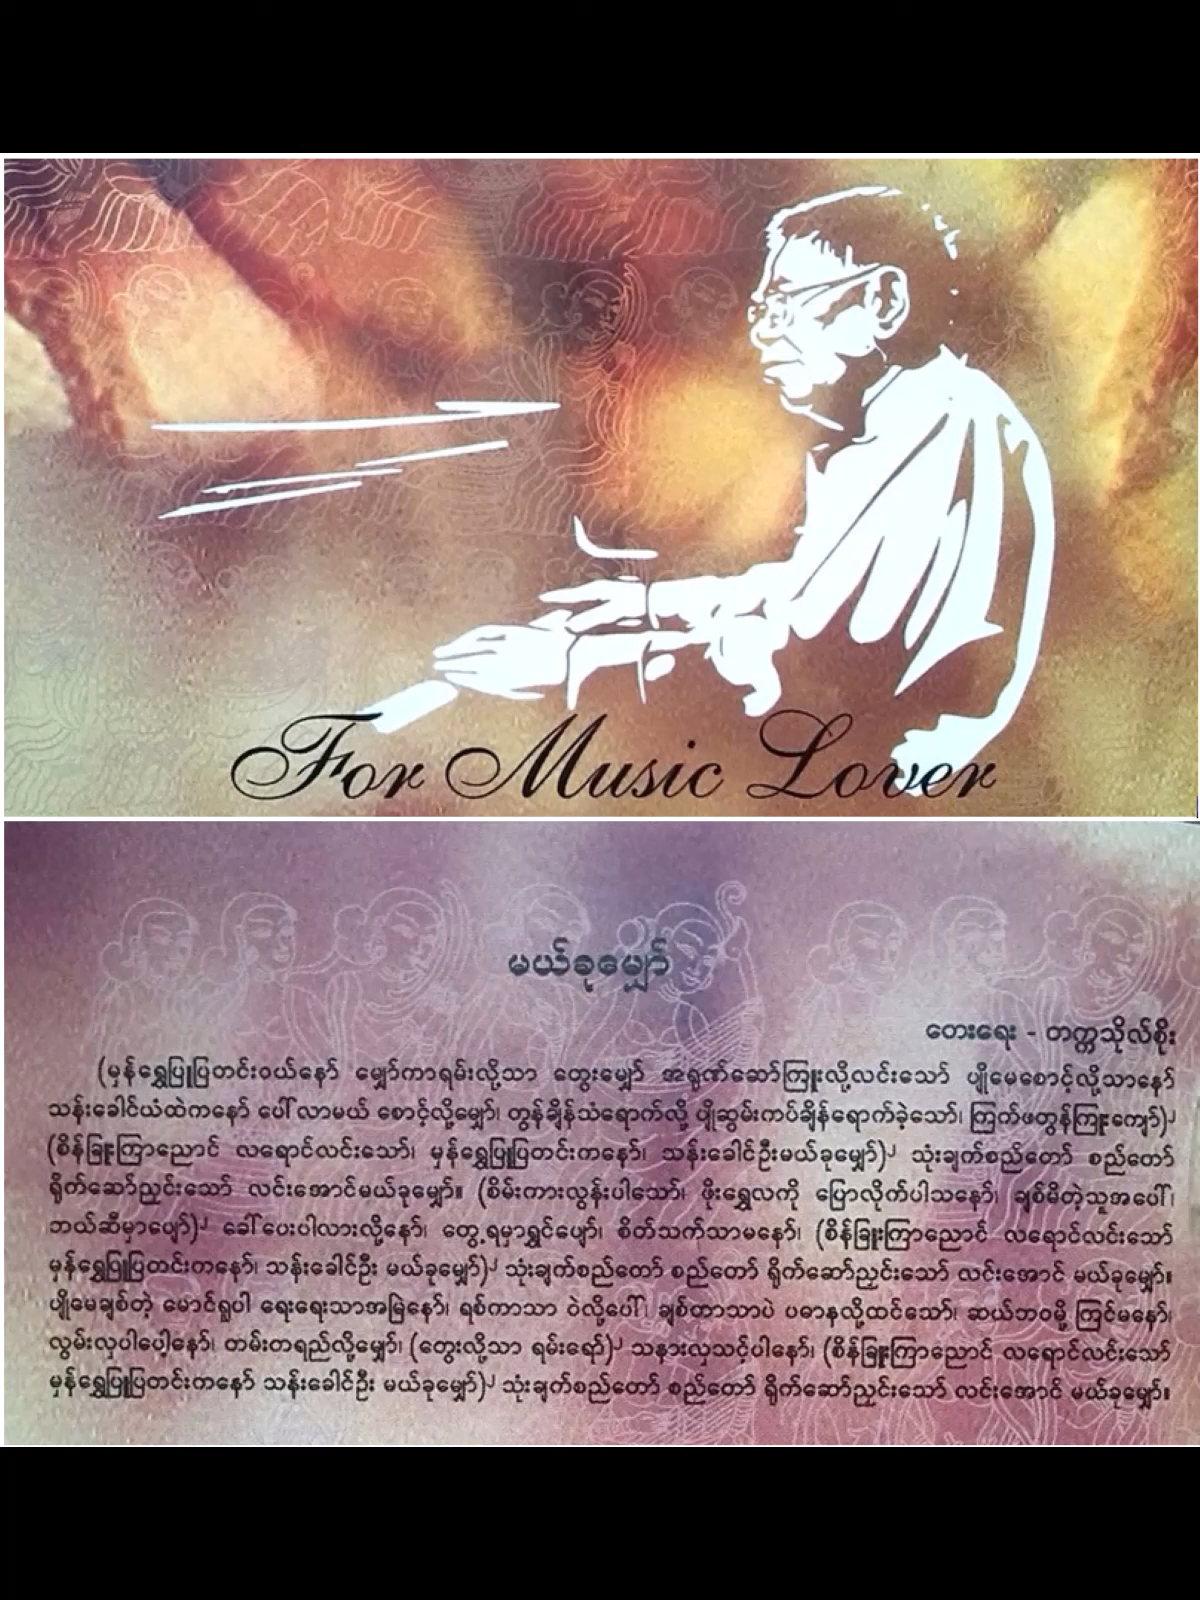 For Music Lover
မယ်ခုမျှော်
တေးရေး - တက္ကသိုလ်စိုး
(မှန်ရွှေပြူပြတင်းဝယ်နော် မျှော်ကာရမ်းလို့သာ တွေးမျှော် အရုဏ်ဆော်ကြူးလို့လင်းသော် ပျိုမေစောင့်လို့သာနော်
သန်းခေါင်ယံထဲကနော် ပေါ်လာမယ် စောင့်လို့မျှော်၊ တွန်ချိန်သံရောက်လို့ ပျိုဆွမ်းကပ်ချိန်ရောက်ခဲ့သော်၊ ကြက်ဖတွန်ကြူးကျော်)၂
(စိန်ခြူးကြာညောင် လရောင်လင်းသော်၊ မှန်ရွှေပြူပြတင်းကနော်၊ သန်းခေါင်ဦးမယ်ခုမျှော်)၂ သုံးချက်စည်တော် စည်တော်
ရိုက်ဆော်ညှင်းသော် လင်းအောင်မယ်ခုမျှော်။ (စိမ်းကားလွန်းပါသော်၊ ဖိုးရွှေလကို ပြောလိုက်ပါသနော်၊ ချစ်မိတဲ့သူအပေါ်၊
ဘယ်ဆီမှာပျော်)၂ ခေါ်ပေးပါလားလို့နော်၊ တွေ့ရမှာရွှင်ပျော်၊ စိတ်သက်သာမနော်၊ (စိန်ခြူးကြာညောင် လရောင်လင်းသော်
မှန်ရွှေပြူပြတင်းကနော်၊ သန်းခေါင်ဦး မယ်ခုမျှော်)၂ သုံးချက်စည်တော် စည်တော် ရိုက်ဆော်ညှင်းသော် လင်းအောင် မယ်ခုမျှော်။
ပျိုမေချစ်တဲ့ မောင်ရူပါ ရေးရေးသာအမြဲနော်၊ ရစ်ကာသာ ဝဲလို့ပေါ်၊ ချစ်တာသာပဲ ပဓာနလို့ထင်သော်၊ ဆယ်ဘဝမို့ ကြင်မနော်၊
လွမ်းလှပါပေါ့နော်၊ တမ်းတရည်လို့မျှော်၊ (တွေးလို့သာ ရမ်းရော်)၂ သနားလှသင့်ပါနော်၊ (စိန်ခြူးကြာညောင် လရောင်လင်းသော်
မှန်ရွှေပြူပြတင်းကနော် သန်းခေါင်ဦး မယ်ခုမျှော်)၂ သုံးချက်စည်တော် စည်တော် ရိုက်ဆော်ညှင်းသော် လင်းအောင် မယ်ခုမျှော်။